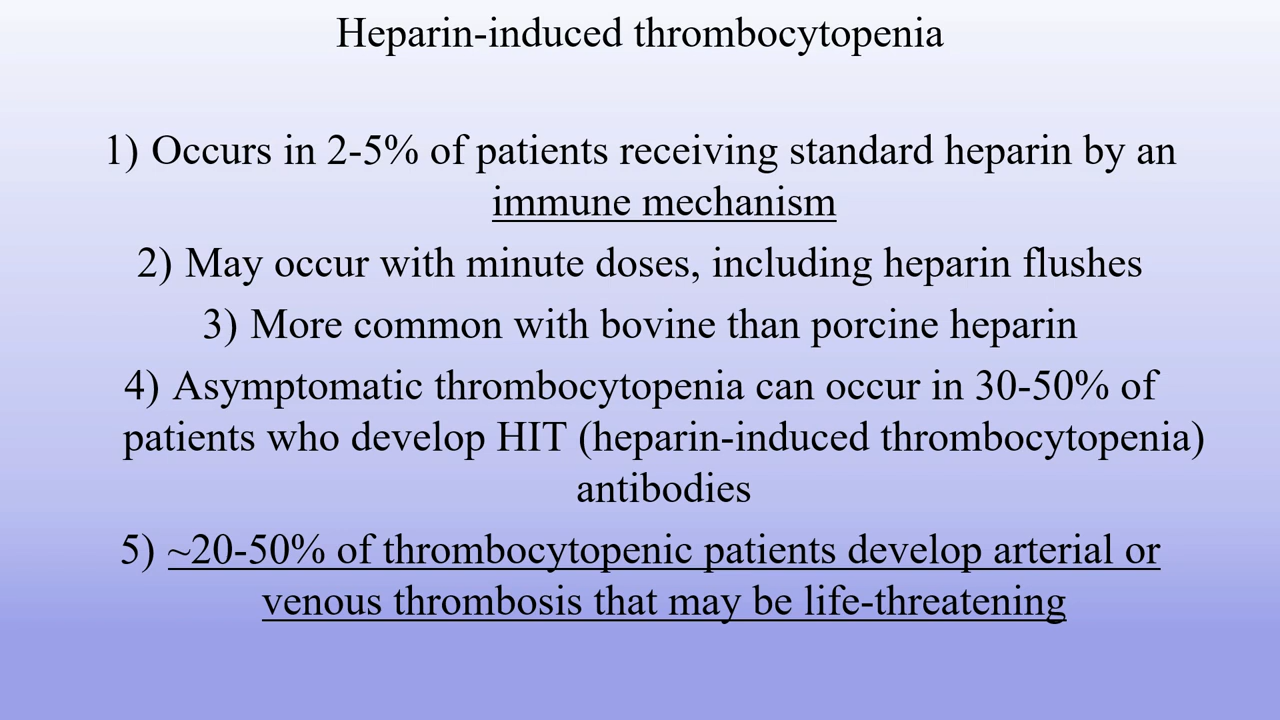 Heparin-induced thrombocytopenia
1) Occurs in 2-5% of patients receiving standard heparin by an
immune mechanism
2) May occur with minute doses, including heparin flushes
3) More common with bovine than porcine heparin
4) Asymptomatic thrombocytopenia can occur in 30-50% of
patients who develop HIT (heparin-induced thrombocytopenia)
antibodies
5) ~20-50% of thrombocytopenic patients develop arterial or
venous thrombosis that may be life-threatening